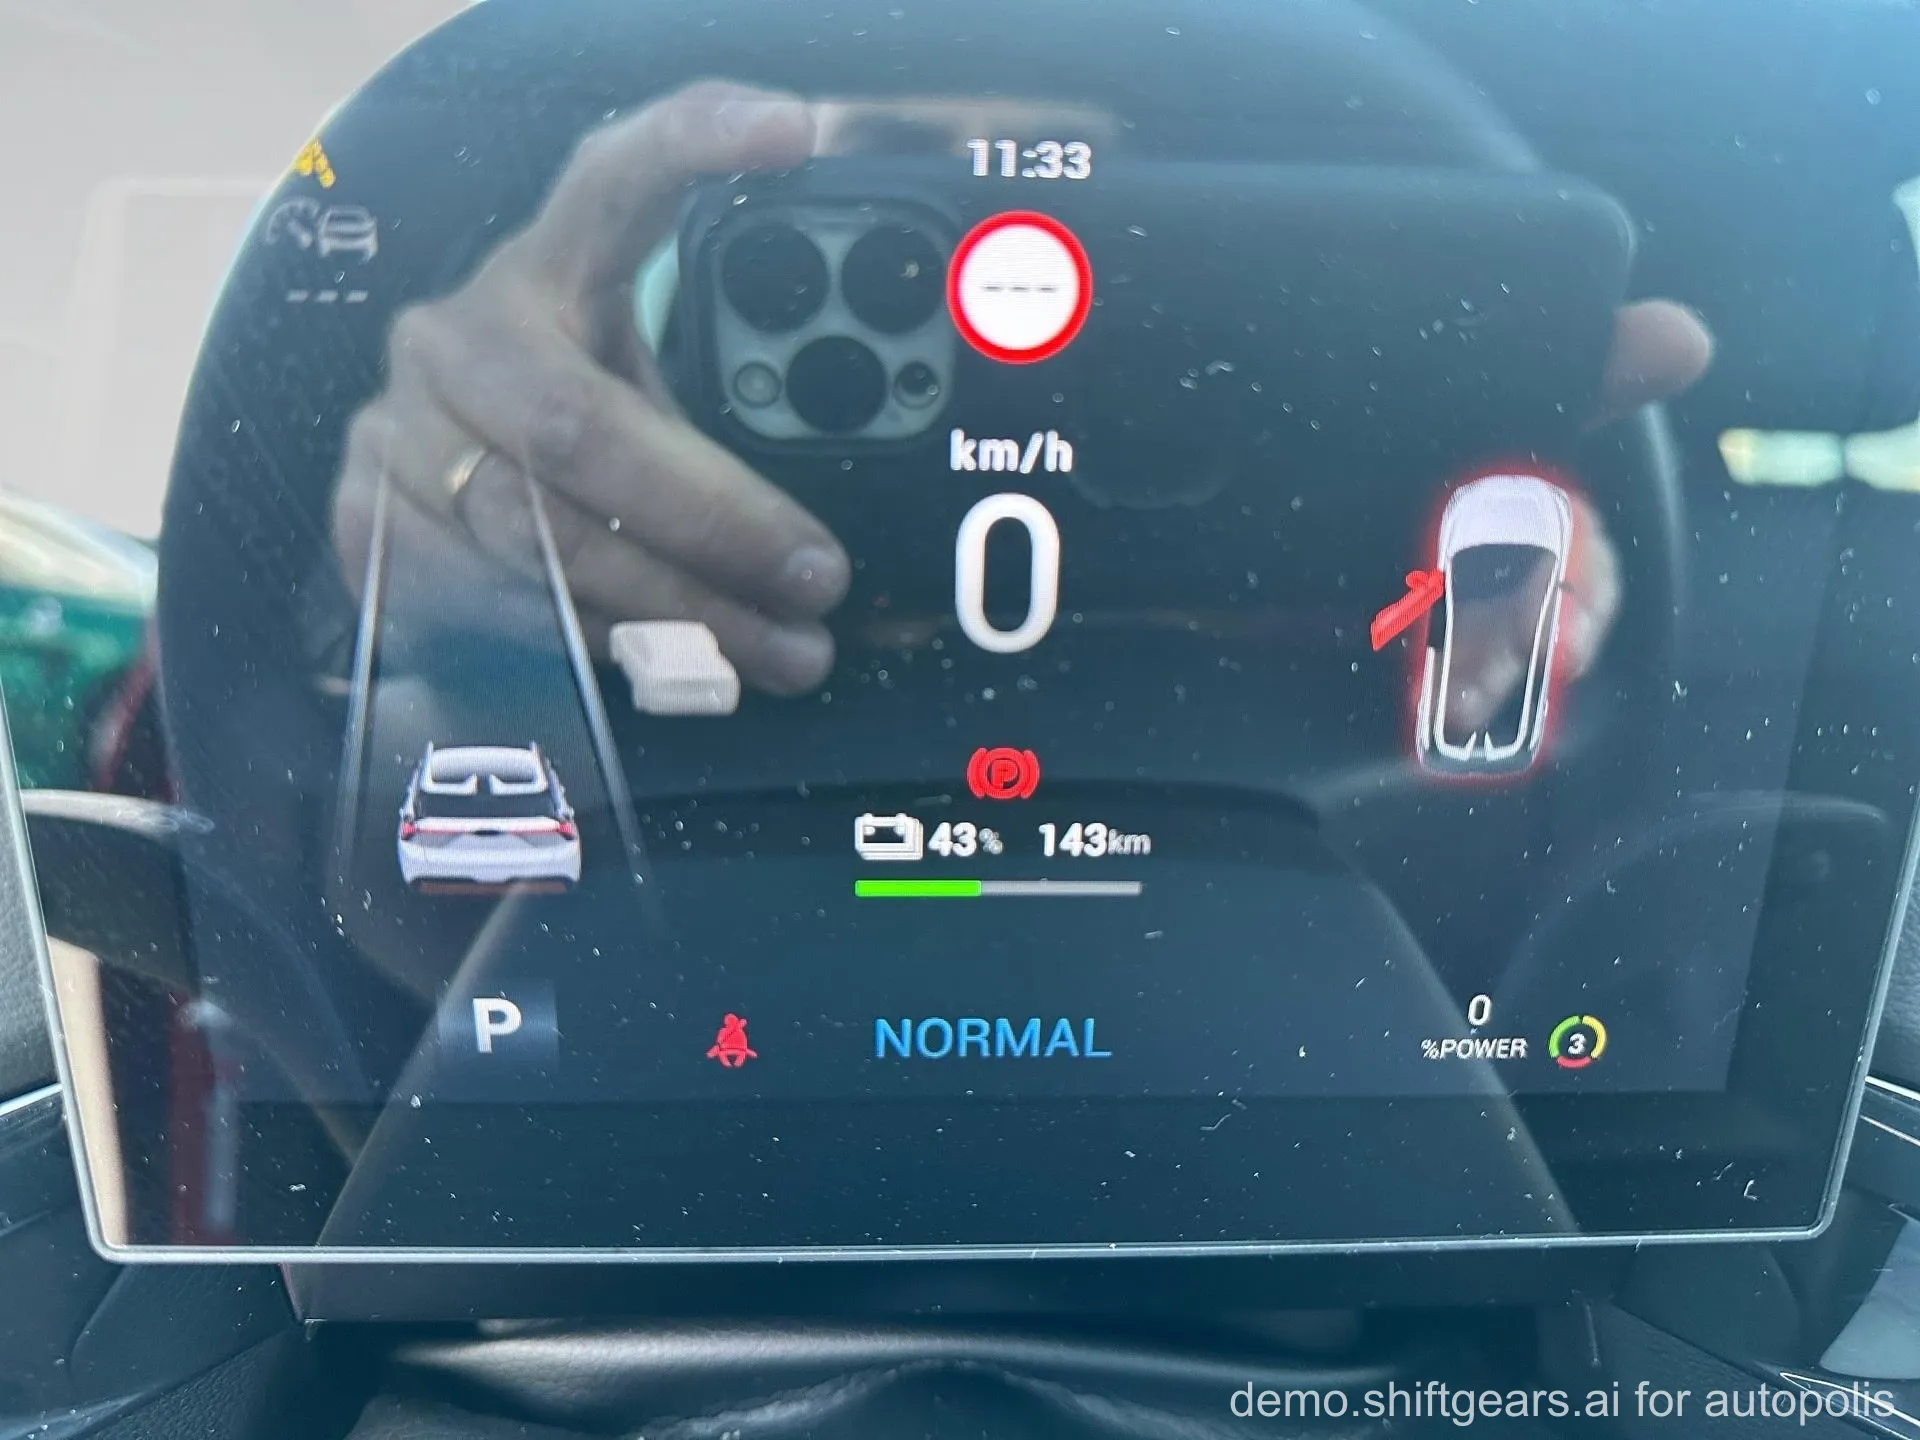 11:33
---
---
km/h
0
P
43% 143km
P
NORMAL
0
%POWER
3
demo.shiftgears.ai for autopolis